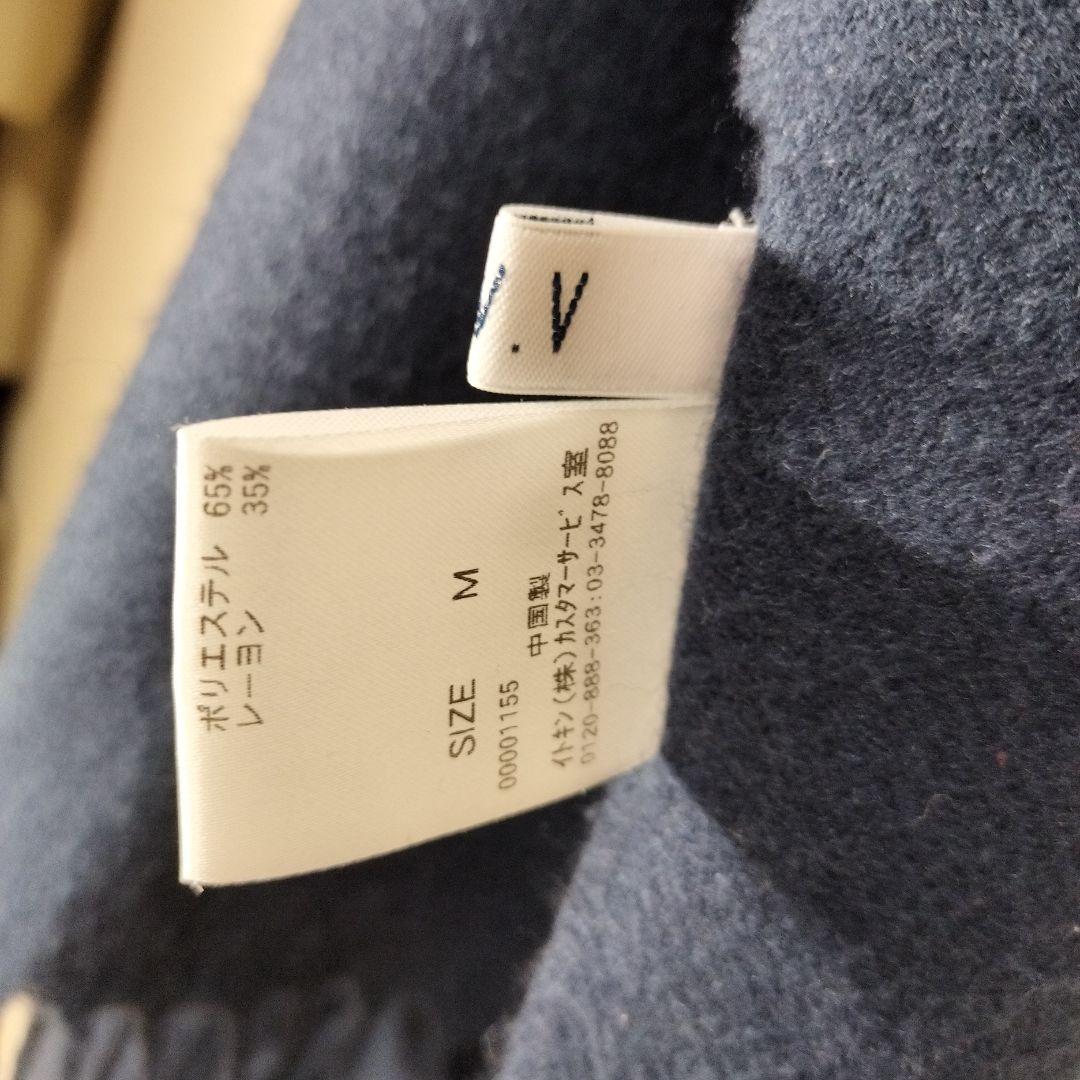 ポリエステル 65%
レーヨン 35%
SIZE M
00001155 中国製
イトキン(株)カスタマーサービス室
0120-888-363:03-3478-8088